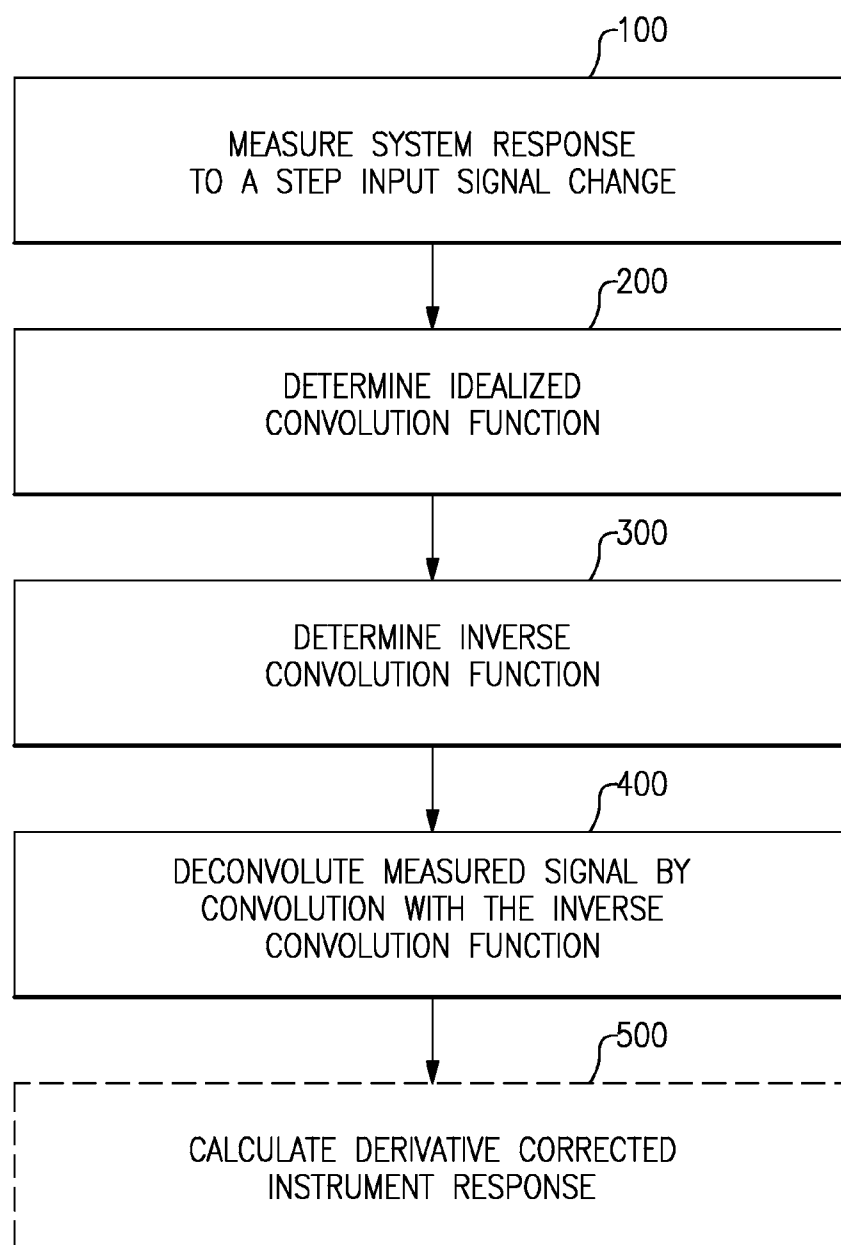 100
MEASURE SYSTEM RESPONSE
TO A STEP INPUT SIGNAL CHANGE
200
DETERMINE IDEALIZED
CONVOLUTION FUNCTION
300
DETERMINE INVERSE
CONVOLUTION FUNCTION
400
DECONVOLUTE MEASURED SIGNAL BY
CONVOLUTION WITH THE INVERSE
CONVOLUTION FUNCTION
500
CALCULATE DERIVATIVE CORRECTED
INSTRUMENT RESPONSE